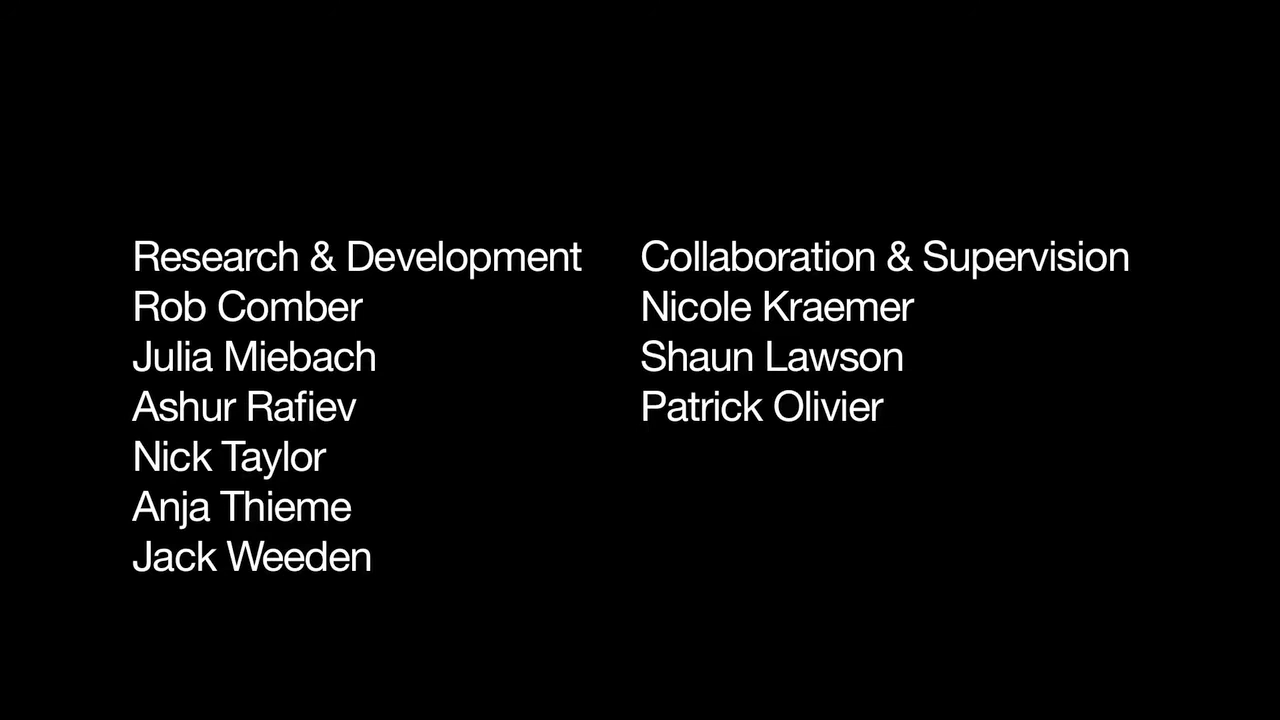 Research & Development
Rob Comber
Julia Miebach
Ashur Rafiev
Nick Taylor
Anja Thieme
Jack Weeden
Collaboration & Supervision
Nicole Kraemer
Shaun Lawson
Patrick Olivier